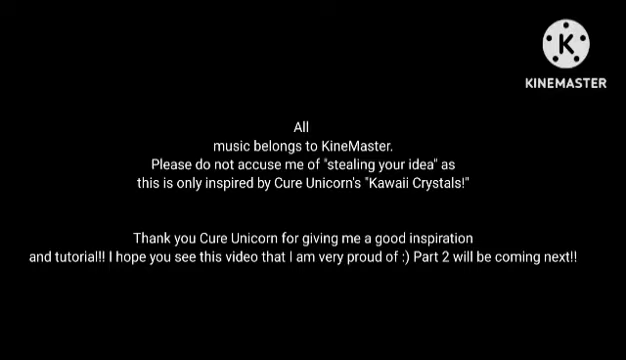 K
KINEMASTER
All
music belongs to KineMaster.
Please do not accuse me of "stealing your idea" as
this is only inspired by Cure Unicorn's "Kawaii Crystals!"
Thank you Cure Unicorn for giving me a good inspiration
and tutorial!! I hope you see this video that I am very proud of :) Part 2 will be coming next!!